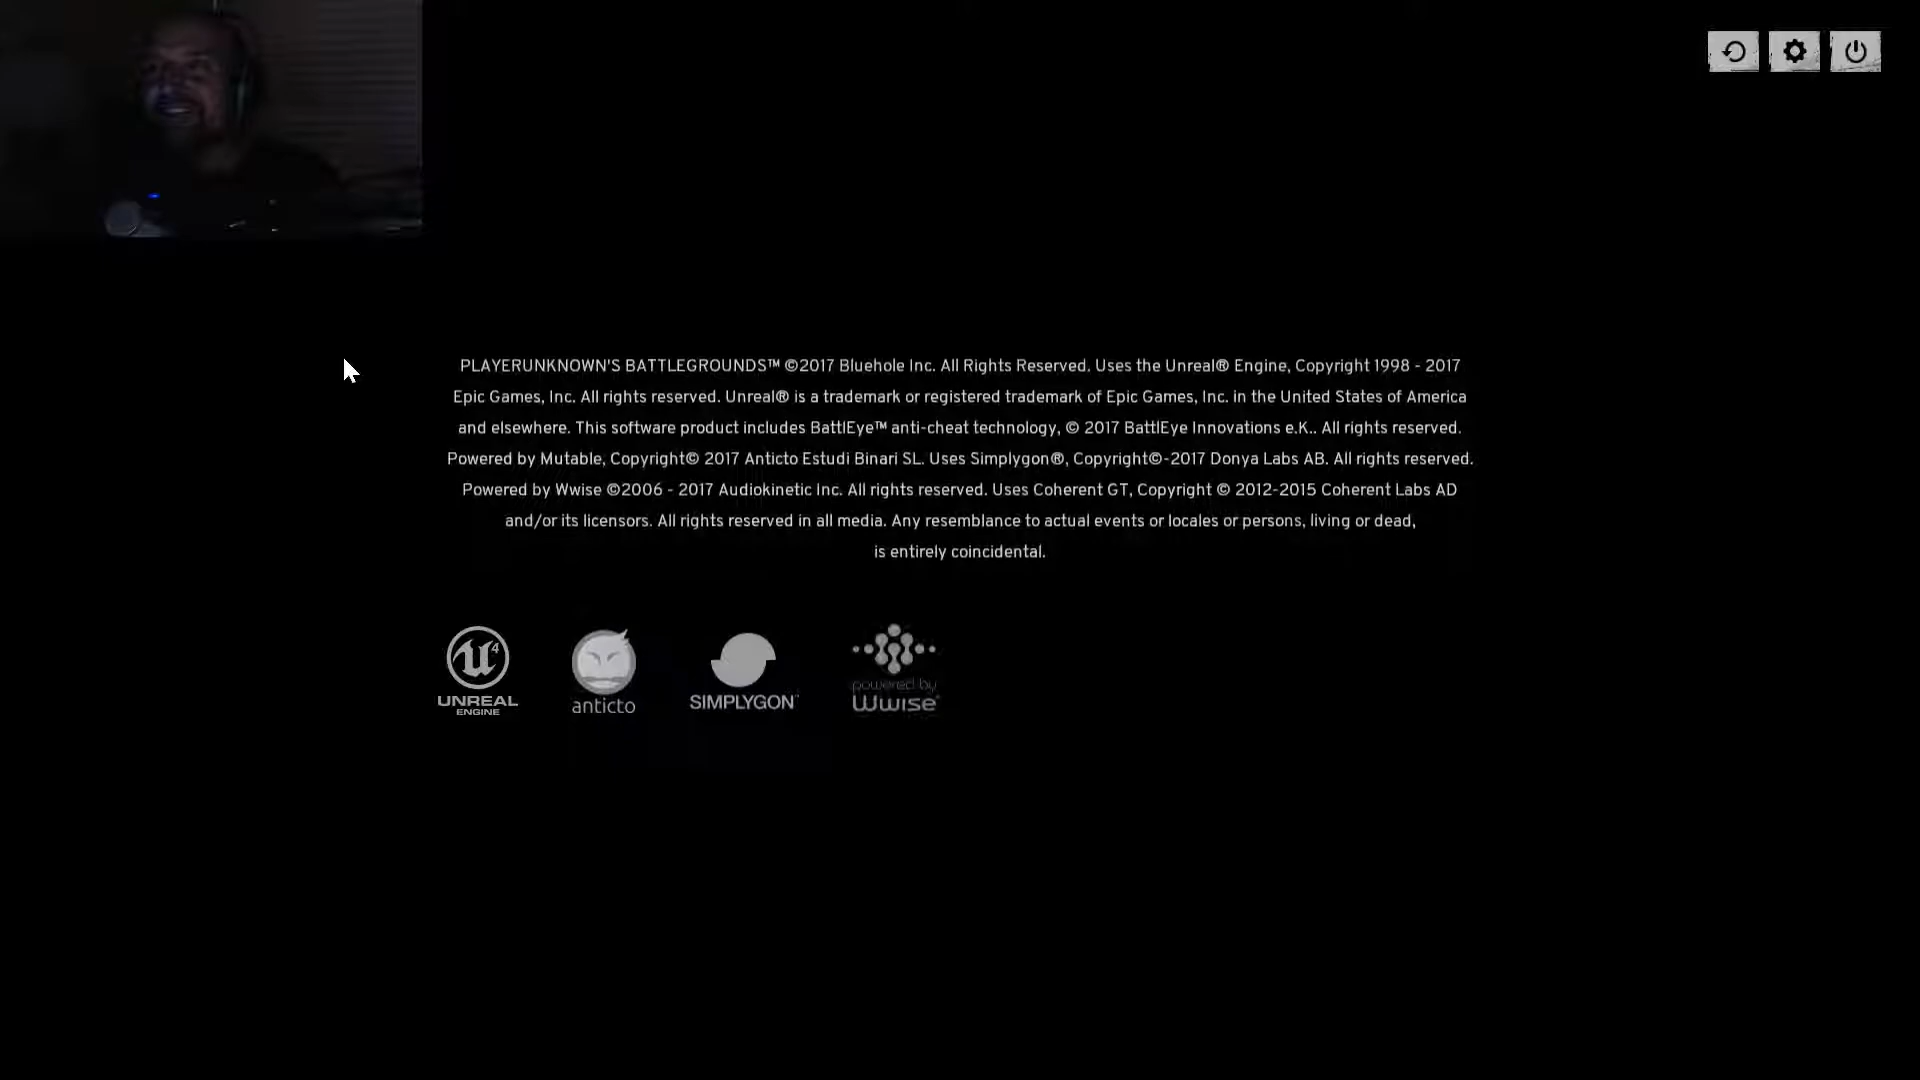 PLAYERUNKNOWN'S BATTLEGROUNDS™ ©2017 Bluehole Inc. All Rights Reserved. Uses the Unreal® Engine, Copyright 1998 - 2017
Epic Games, Inc. All rights reserved. Unreal® is a trademark or registered trademark of Epic Games, Inc. in the United States of America
and elsewhere. This software product includes BattlEye™ anti-cheat technology, © 2017 BattlEye Innovations e.K.. All rights reserved.
Powered by Mutable, Copyright© 2017 Anticto Estudi Binari SL. Uses Simplygon®, Copyright©-2017 Donya Labs AB. All rights reserved.
Powered by Wwise ©2006 - 2017 Audiokinetic Inc. All rights reserved. Uses Coherent GT, Copyright © 2012-2015 Coherent Labs AD
and/or its licensors. All rights reserved in all media. Any resemblance to actual events or locales or persons, living or dead,
is entirely coincidental.
U4
UNREAL
ENGINE
anticto
SIMPLYGON™
powered by
Wwise®